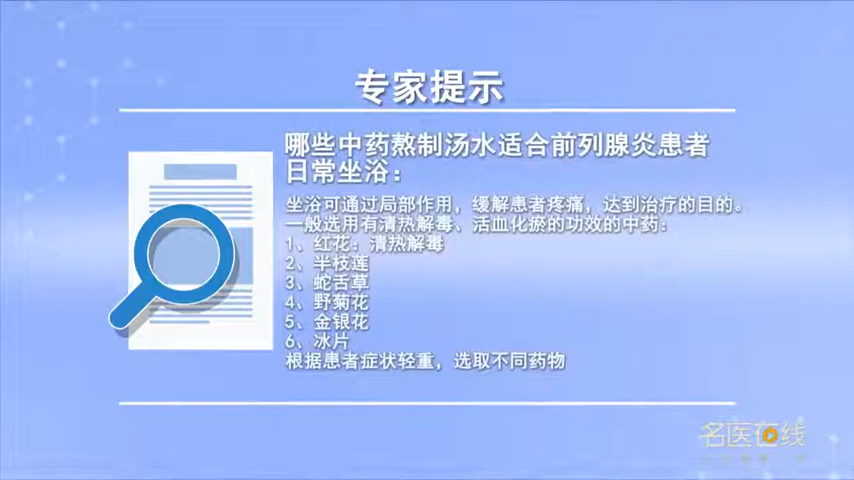 专家提示
哪些中药熬制汤水适合前列腺炎患者
日常坐浴：
坐浴可通过局部作用，缓解患者疼痛，达到治疗的目的。
一般选用有清热解毒、活血化瘀的功效的中药：
1、红花：清热解毒
2、半枝莲
3、蛇舌草
4、野菊花
5、金银花
6、冰片
根据患者症状轻重，选取不同药物
名医在线